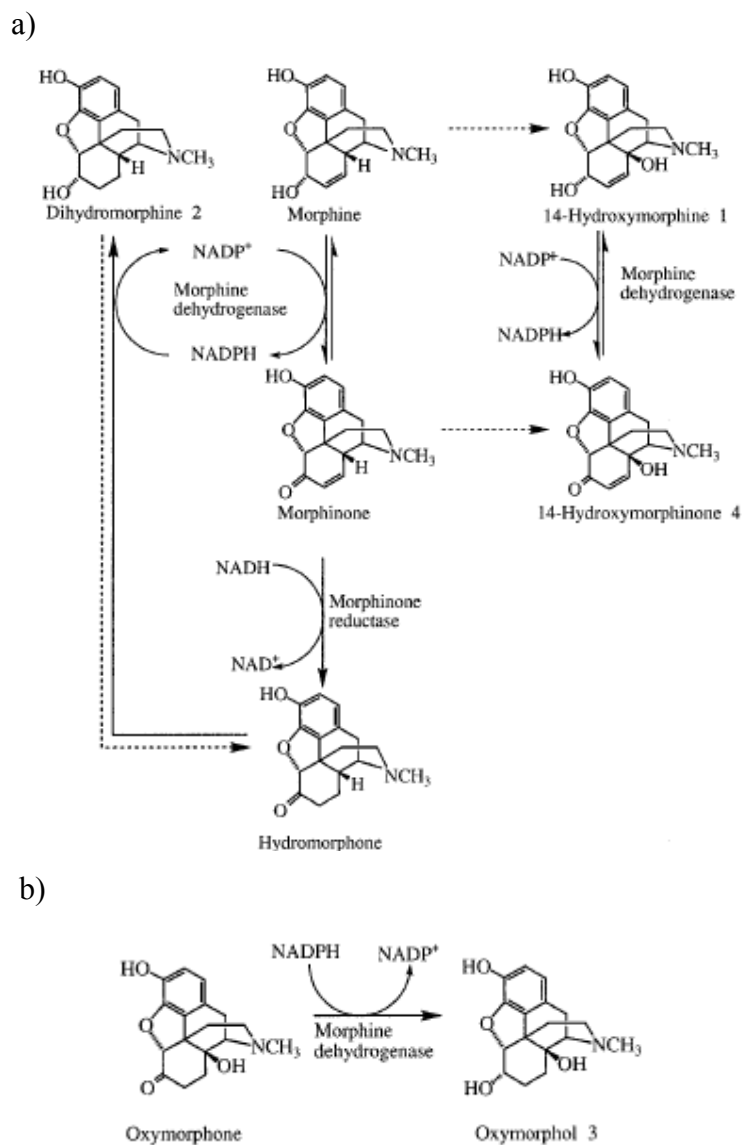 a)
HO
O
H
NCH₃
HO
Dihydromorphine 2
HO
O
H
NCH₃
HO
Morphine
HO
O
OH
NCH₃
HO
14-Hydroxymorphine 1
NADP⁺
Morphine
dehydrogenase
NADPH
NADP⁺
Morphine
dehydrogenase
NADPH
HO
O
H
NCH₃
O
Morphinone
HO
O
OH
NCH₃
O
14-Hydroxymorphinone 4
NADH
Morphinone
reductase
NAD⁺
HO
O
H
NCH₃
O
Hydromorphone
b)
HO
O
OH
NCH₃
O
Oxymorphone
NADPH
NADP⁺
Morphine
dehydrogenase
HO
O
OH
NCH₃
HO
Oxymorphol 3